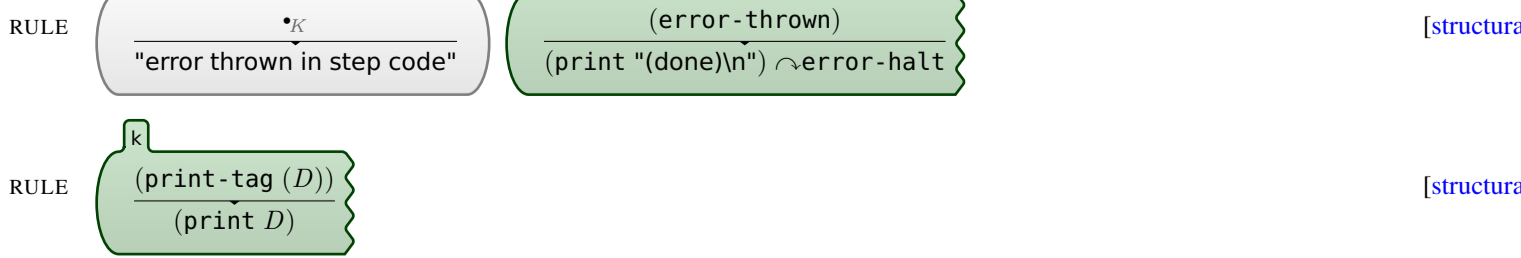 RULE •K (error-thrown) [structura
"error thrown in step code" (print "(done)\n") ↷error-halt
k
RULE (print-tag (D)) [structura
(print D)